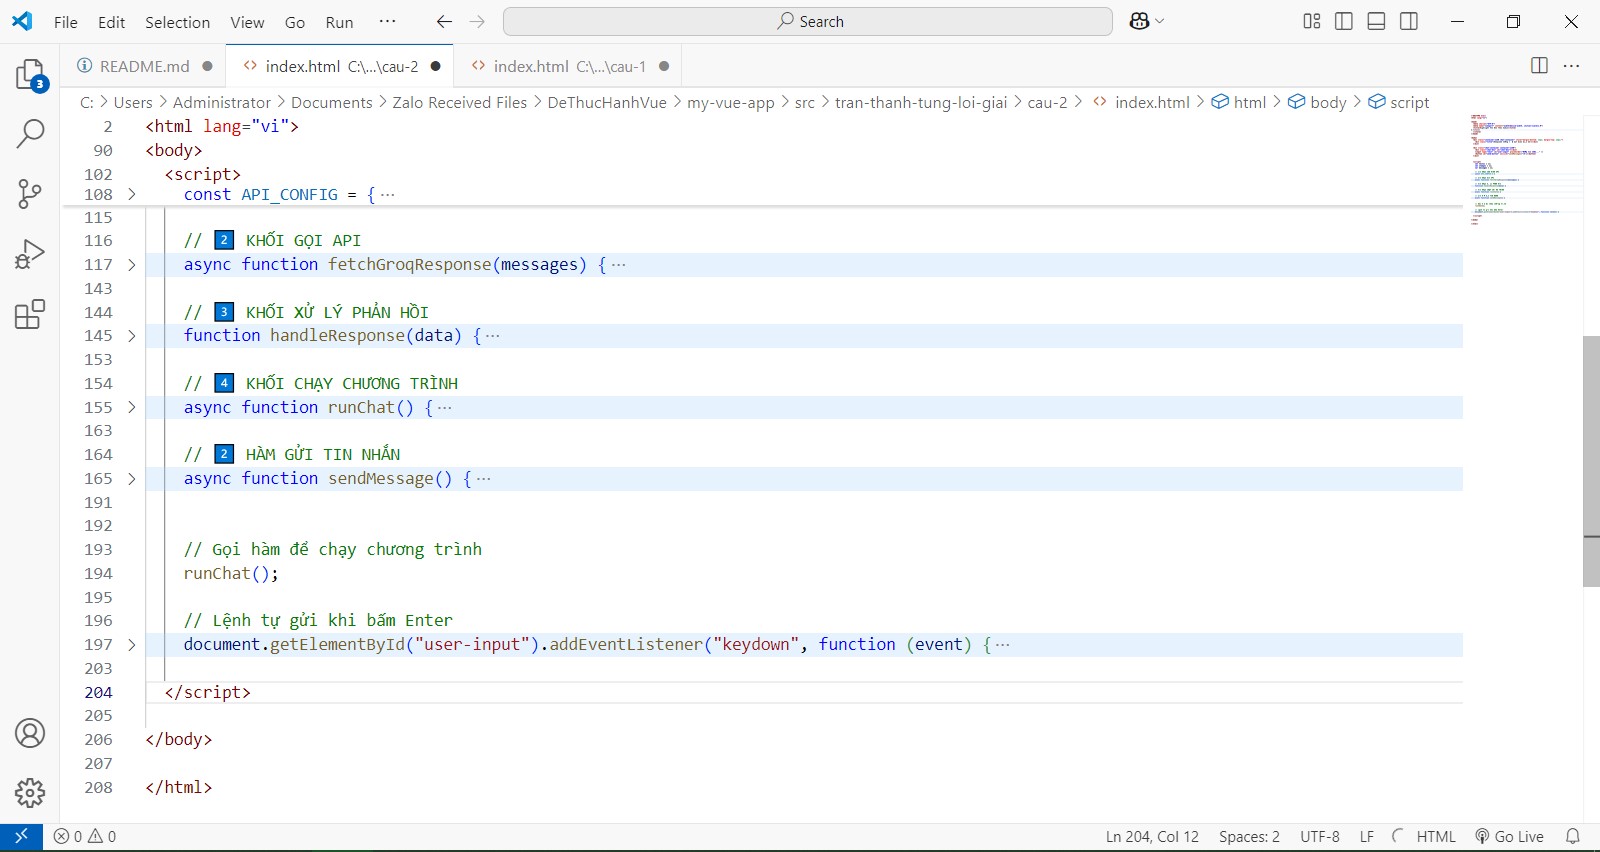 File Edit Selection View Go Run ··· Search
README.md index.html C:\...\cau-2 index.html C:\...\cau-1
C: > Users > Administrator > Documents > Zalo Received Files > DeThucHanhVue > my-vue-app > src > tran-thanh-tung-loi-giai > cau-2 > index.html > html > body > script
3
2 <html lang="vi">
90 <body>
102 <script>
108 const API_CONFIG = { ···
115
116 // 2 KHỐI GỌI API
117 async function fetchGroqResponse(messages) { ···
143
144 // 3 KHỐI XỬ LÝ PHẢN HỒI
145 function handleResponse(data) { ···
153
154 // 4 KHỐI CHẠY CHƯƠNG TRÌNH
155 async function runChat() { ···
163
164 // 2 HÀM GỬI TIN NHẮN
165 async function sendMessage() { ···
191
192
193 // Gọi hàm để chạy chương trình
194 runChat();
195
196 // Lệnh tự gửi khi bấm Enter
197 document.getElementById("user-input").addEventListener("keydown", function (event) { ···
203
204 </script>
205
206 </body>
207
208 </html>
0 0 Ln 204, Col 12 Spaces: 2 UTF-8 LF HTML Go Live